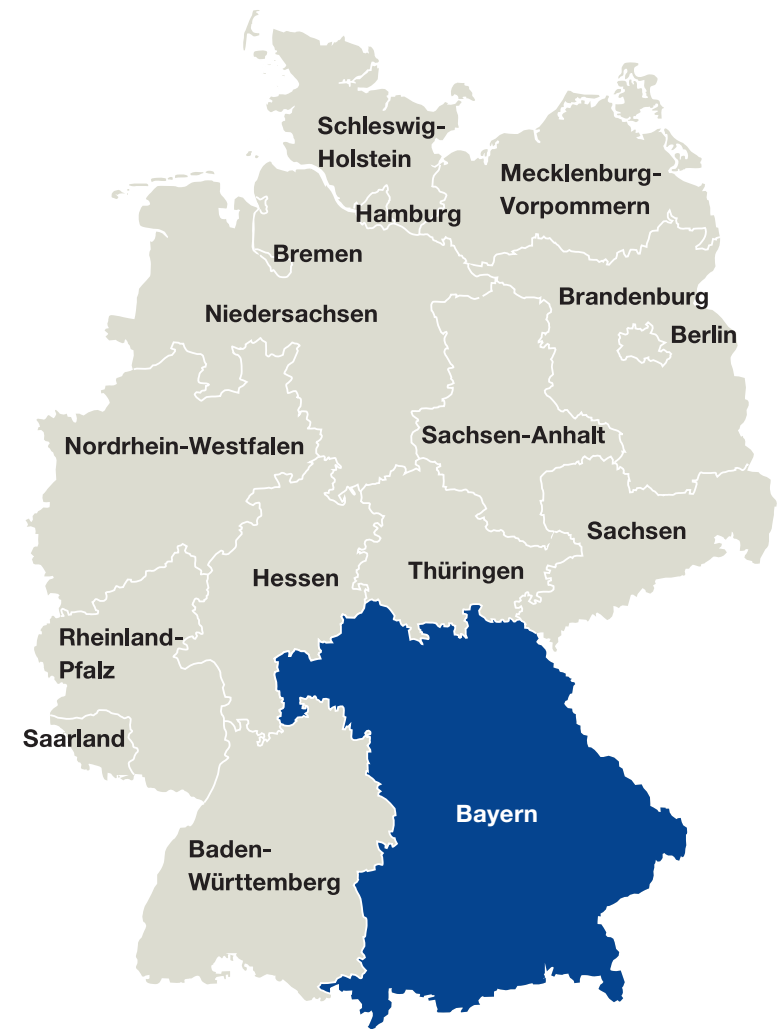 Schleswig-
Holstein
Mecklenburg-
Vorpommern
Hamburg
Bremen
Brandenburg
Niedersachsen
Berlin
Sachsen-Anhalt
Nordrhein-Westfalen
Sachsen
Thüringen
Hessen
Rheinland-
Pfalz
Saarland
Bayern
Baden-
Württemberg